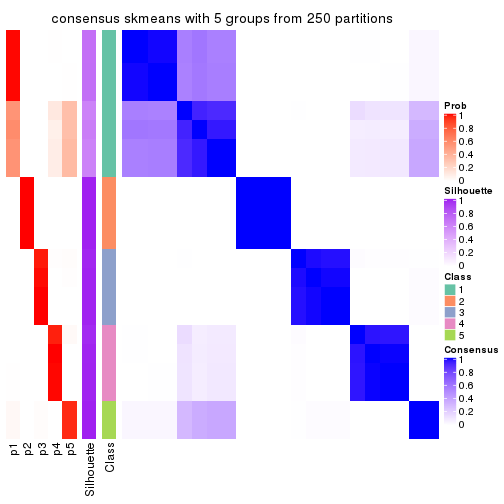 consensus skmeans with 5 groups from 250 partitions
Prob
1
0.8
0.6
0.4
0.2
0
Silhouette
1
0.8
0.6
0.4
0.2
0
Class
1
2
3
4
5
Consensus
1
0.8
0.6
0.4
0.2
0
p1
p2
p3
p4
p5
Silhouette
Class